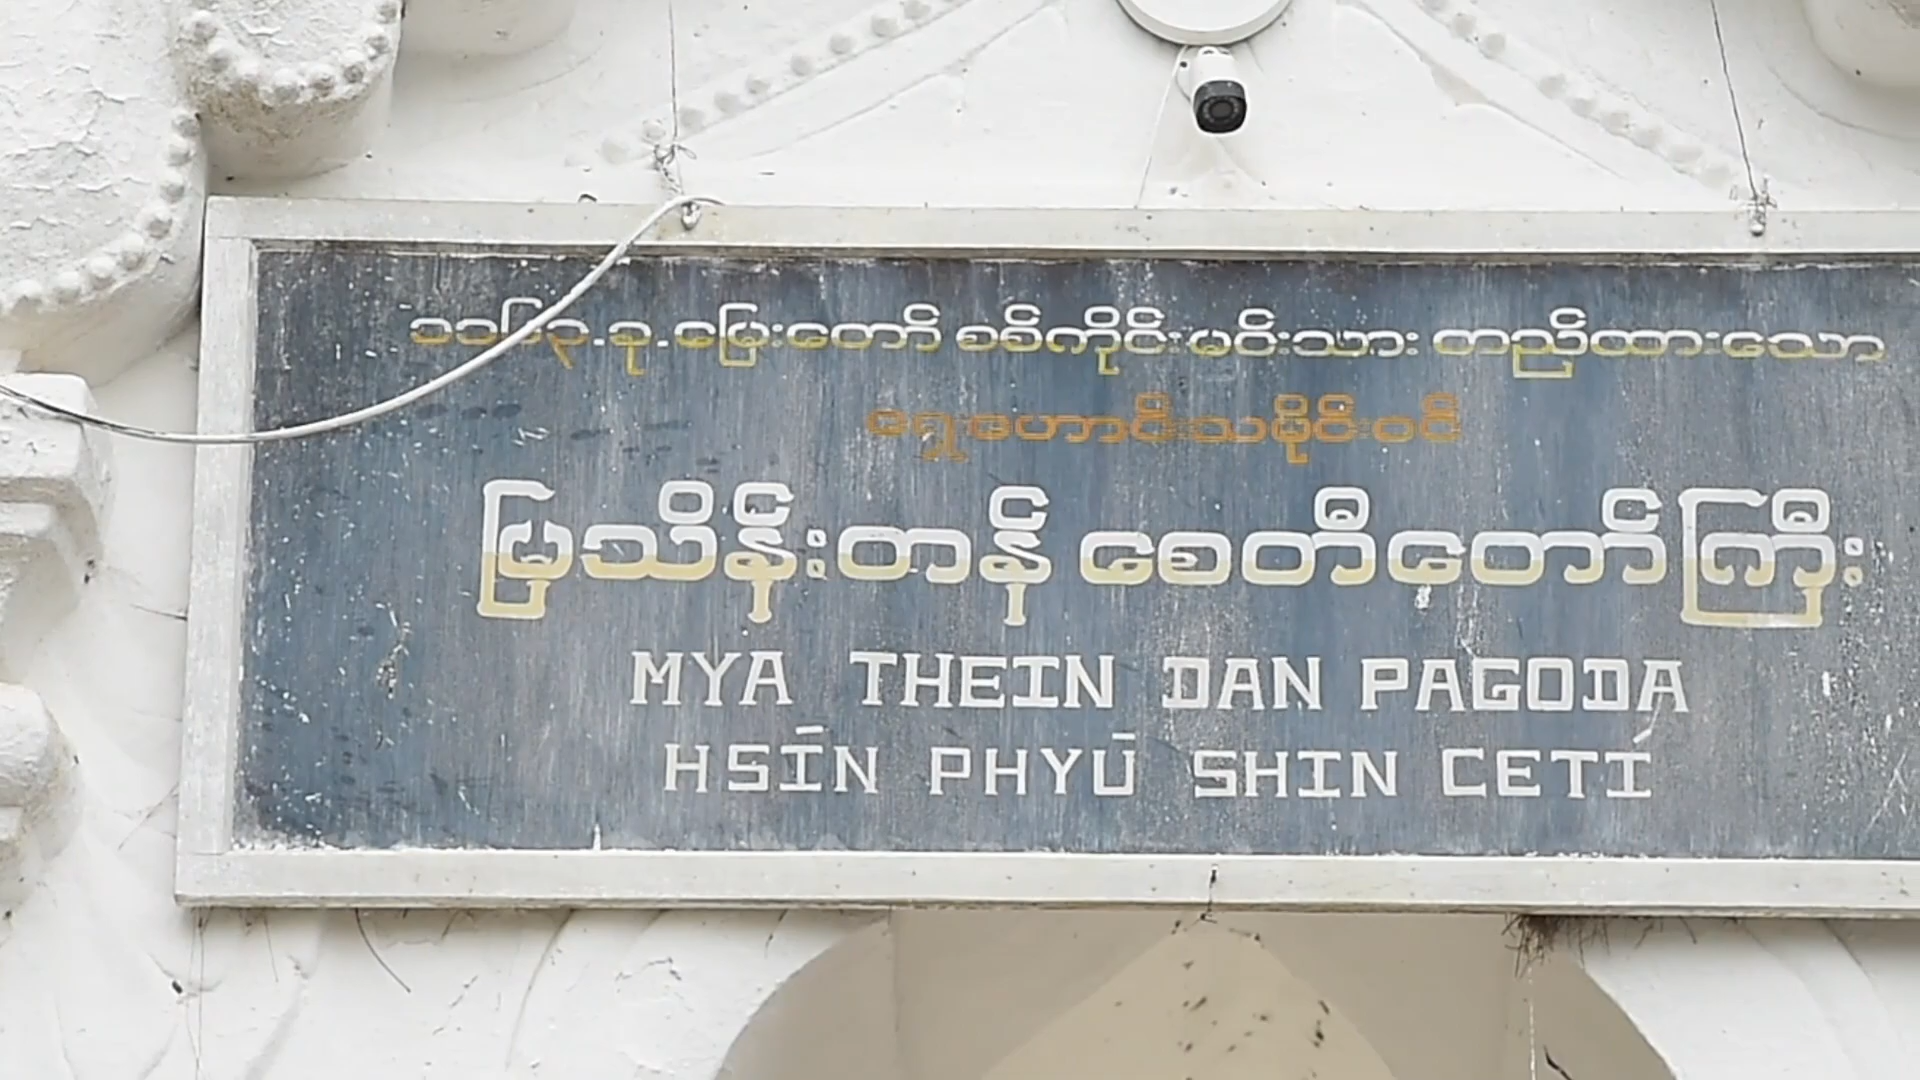 ၁၁၆၃.ခု.မြေးတော် စစ်ကိုင်းမင်းသား တည်ထားသော
ရှေးဟောင်းသမိုင်းဝင်
မြသိန်းတန် စေတီတော်ကြီး
MYA THEIN DAN PAGODA
HSĪN PHYŪ SHIN CETÍ